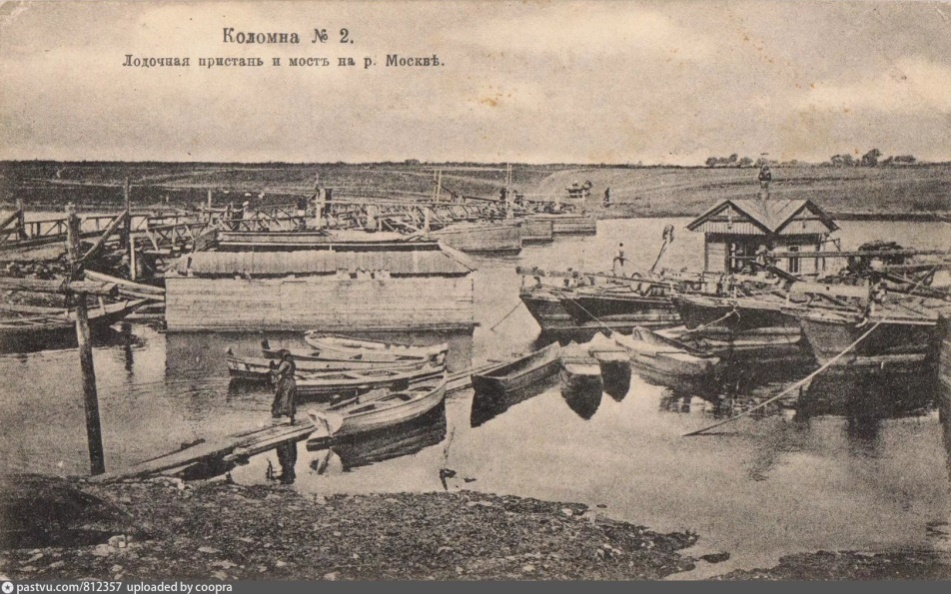 Коломна № 2.
Лодочная пристань и мостъ на р. Москвѣ.
pastvu.com/812357 uploaded by coopra